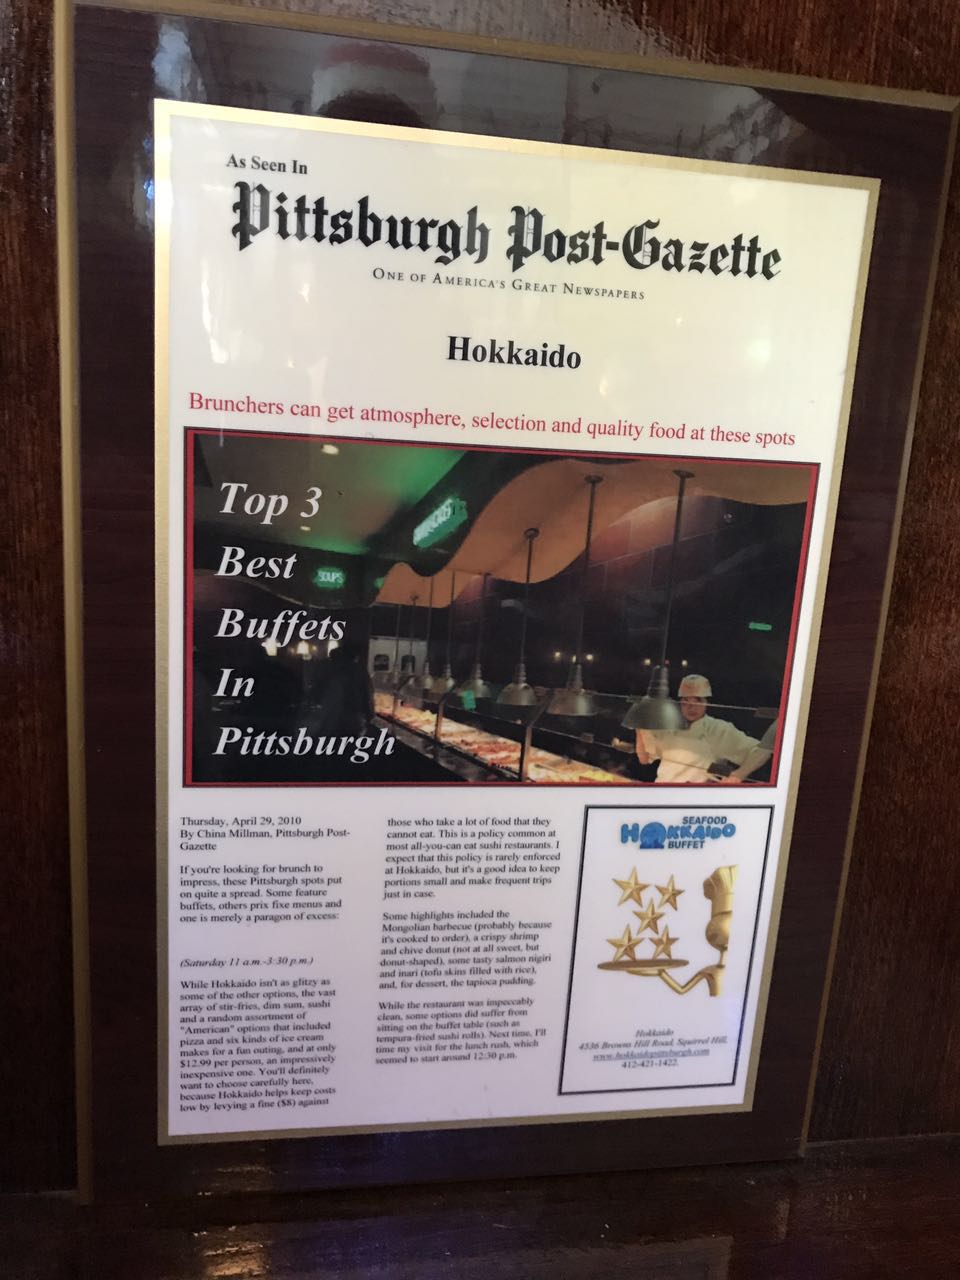 As Seen In
Pittsburgh Post-Gazette
ONE OF AMERICA'S GREAT NEWSPAPERS
Hokkaido
Brunchers can get atmosphere, selection and quality food at these spots
Top 3
Best
SOUPS
Buffets
In
Pittsburgh
Thursday, April 29, 2010
By China Millman, Pittsburgh Post-
Gazette
If you're looking for brunch to
impress, these Pittsburgh spots put
on quite a spread. Some feature
buffets, others prix fixe menus and
one is merely a paragon of excess:
(Saturday 11 a.m.-3:30 p.m.)
While Hokkaido isn't as glitzy as
some of the other options, the vast
array of stir-fries, dim sum, sushi
and a random assortment of
"American" options that included
pizza and six kinds of ice cream
makes for a fun outing, and at only
$12.99 per person, an impressively
inexpensive one. You'll definitely
want to choose carefully here,
because Hokkaido helps keep costs
low by levying a fine ($8) against
those who take a lot of food that they
cannot eat. This is a policy common at
most all-you-can eat sushi restaurants. I
expect that this policy is rarely enforced
at Hokkaido, but it's a good idea to keep
portions small and make frequent trips
just in case.
Some highlights included the
Mongolian barbecue (probably because
it's cooked to order), a crispy shrimp
and chive donut (not at all sweet, but
donut-shaped), some tasty salmon nigiri
and inari (tofu skins filled with rice),
and, for dessert, the tapioca pudding.
While the restaurant was impeccably
clean, some options did suffer from
sitting on the buffet table (such as
tempura-fried sushi rolls). Next time, I'll
time my visit for the lunch rush, which
seemed to start around 12:30 p.m.
SEAFOOD
HOKKAIDO
BUFFET
Hokkaido
4536 Browns Hill Road, Squirrel Hill.
www.hokkaidopittsburgh.com
412-421-1422.